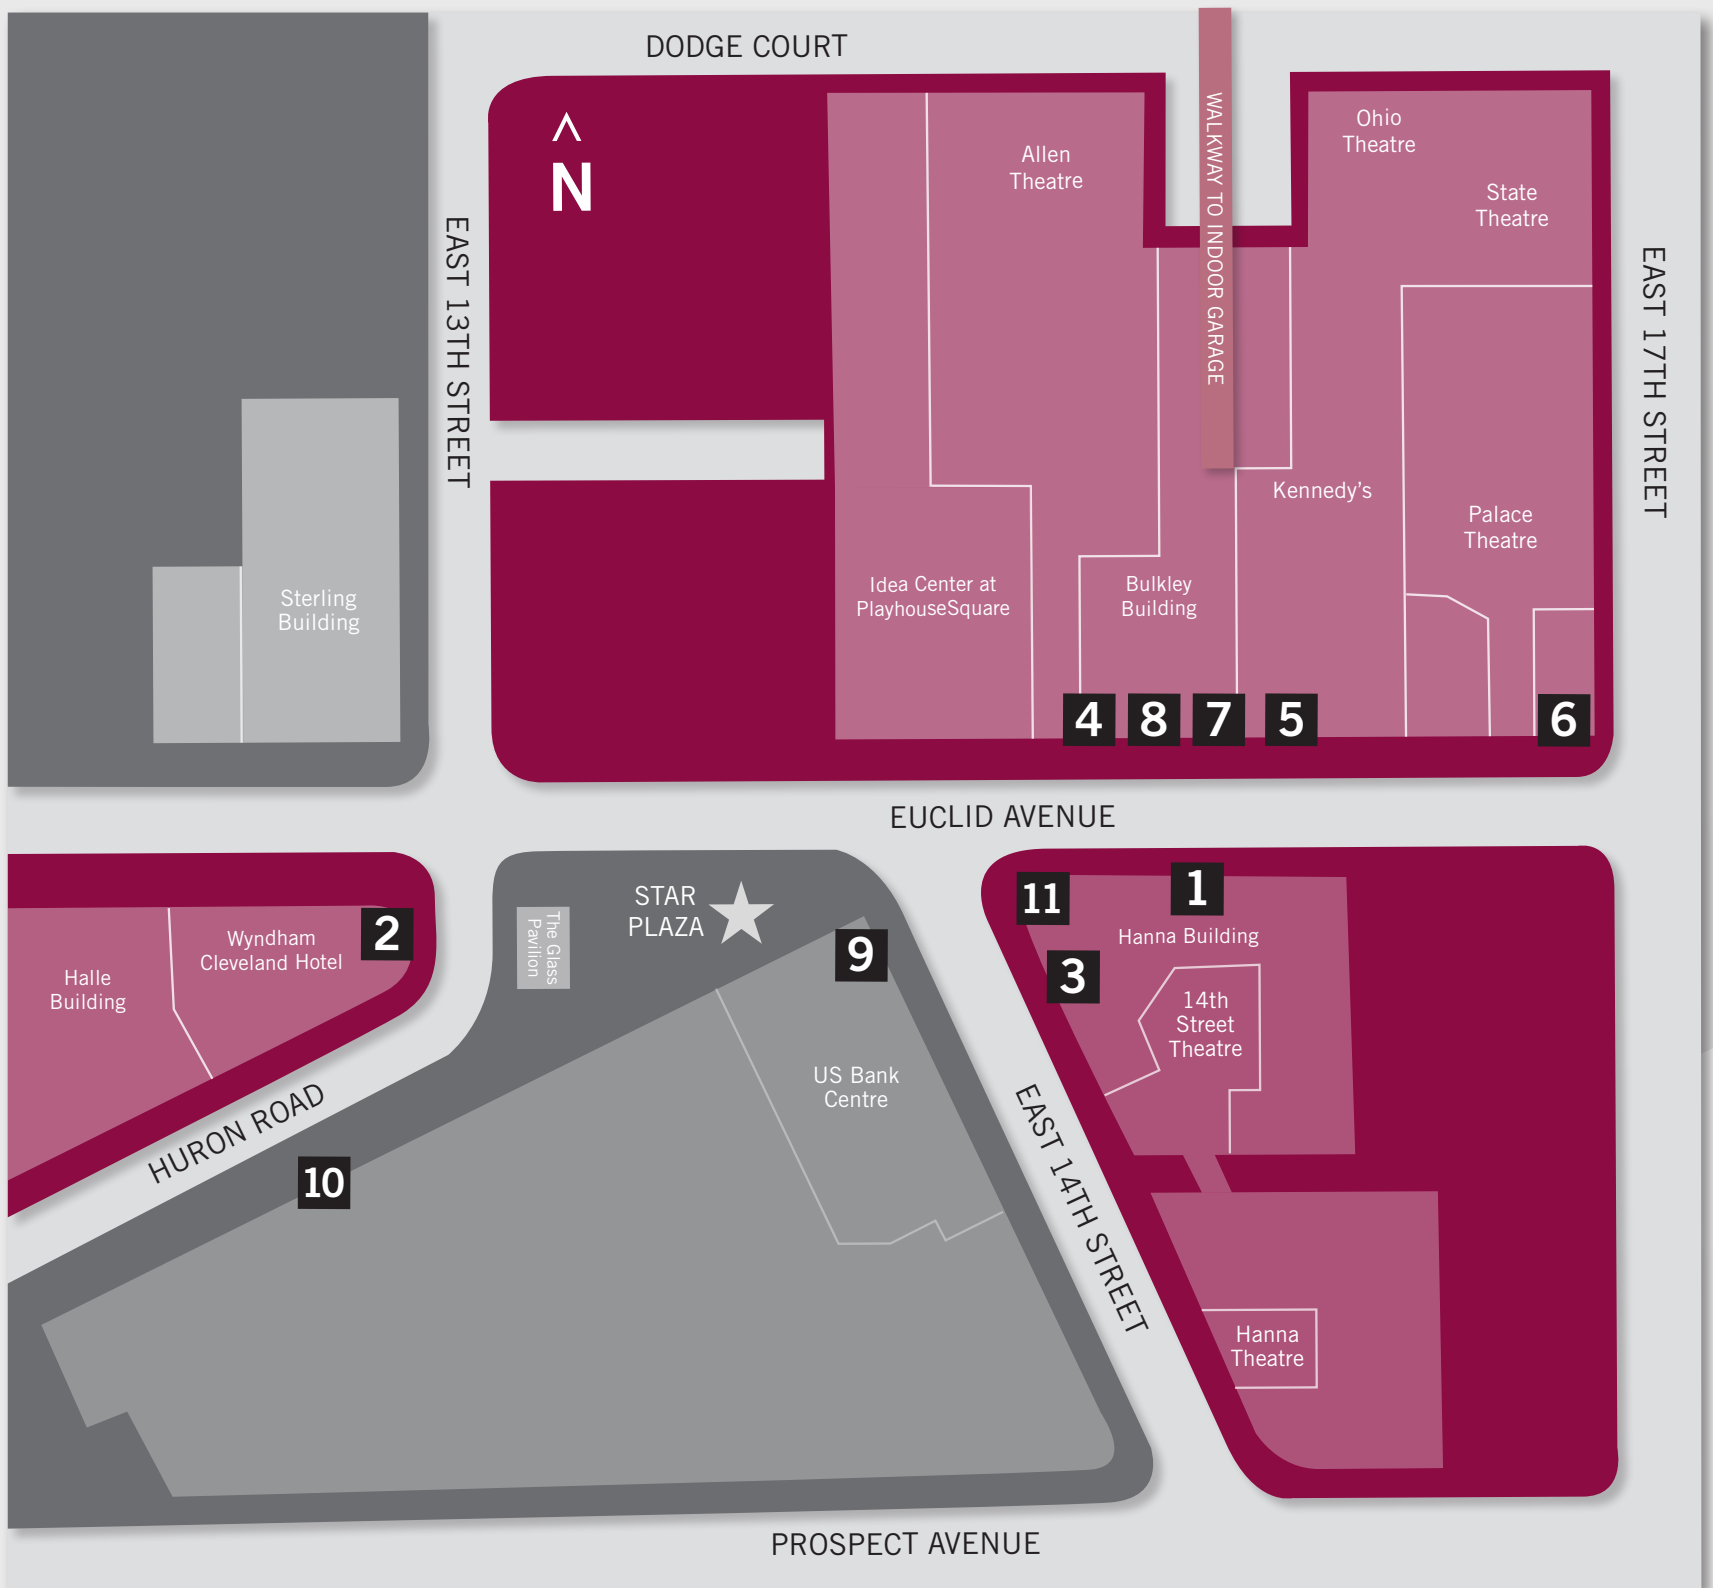 DODGE COURT
N
WALKWAY TO INDOOR GARAGE
Ohio
Theatre
Allen
Theatre
State
Theatre
EAST 13TH STREET
EAST 17TH STREET
Kennedy's
Palace
Theatre
Idea Center at
PlayhouseSquare
Bulkley
Building
Sterling
Building
4
8
7
5
6
EUCLID AVENUE
STAR
PLAZA
The Glass
Pavilion
11
1
2
Wyndham
Cleveland Hotel
Halle
Building
9
Hanna Building
3
14th
Street
Theatre
US Bank
Centre
HURON ROAD
10
EAST 14TH STREET
Hanna
Theatre
PROSPECT AVENUE